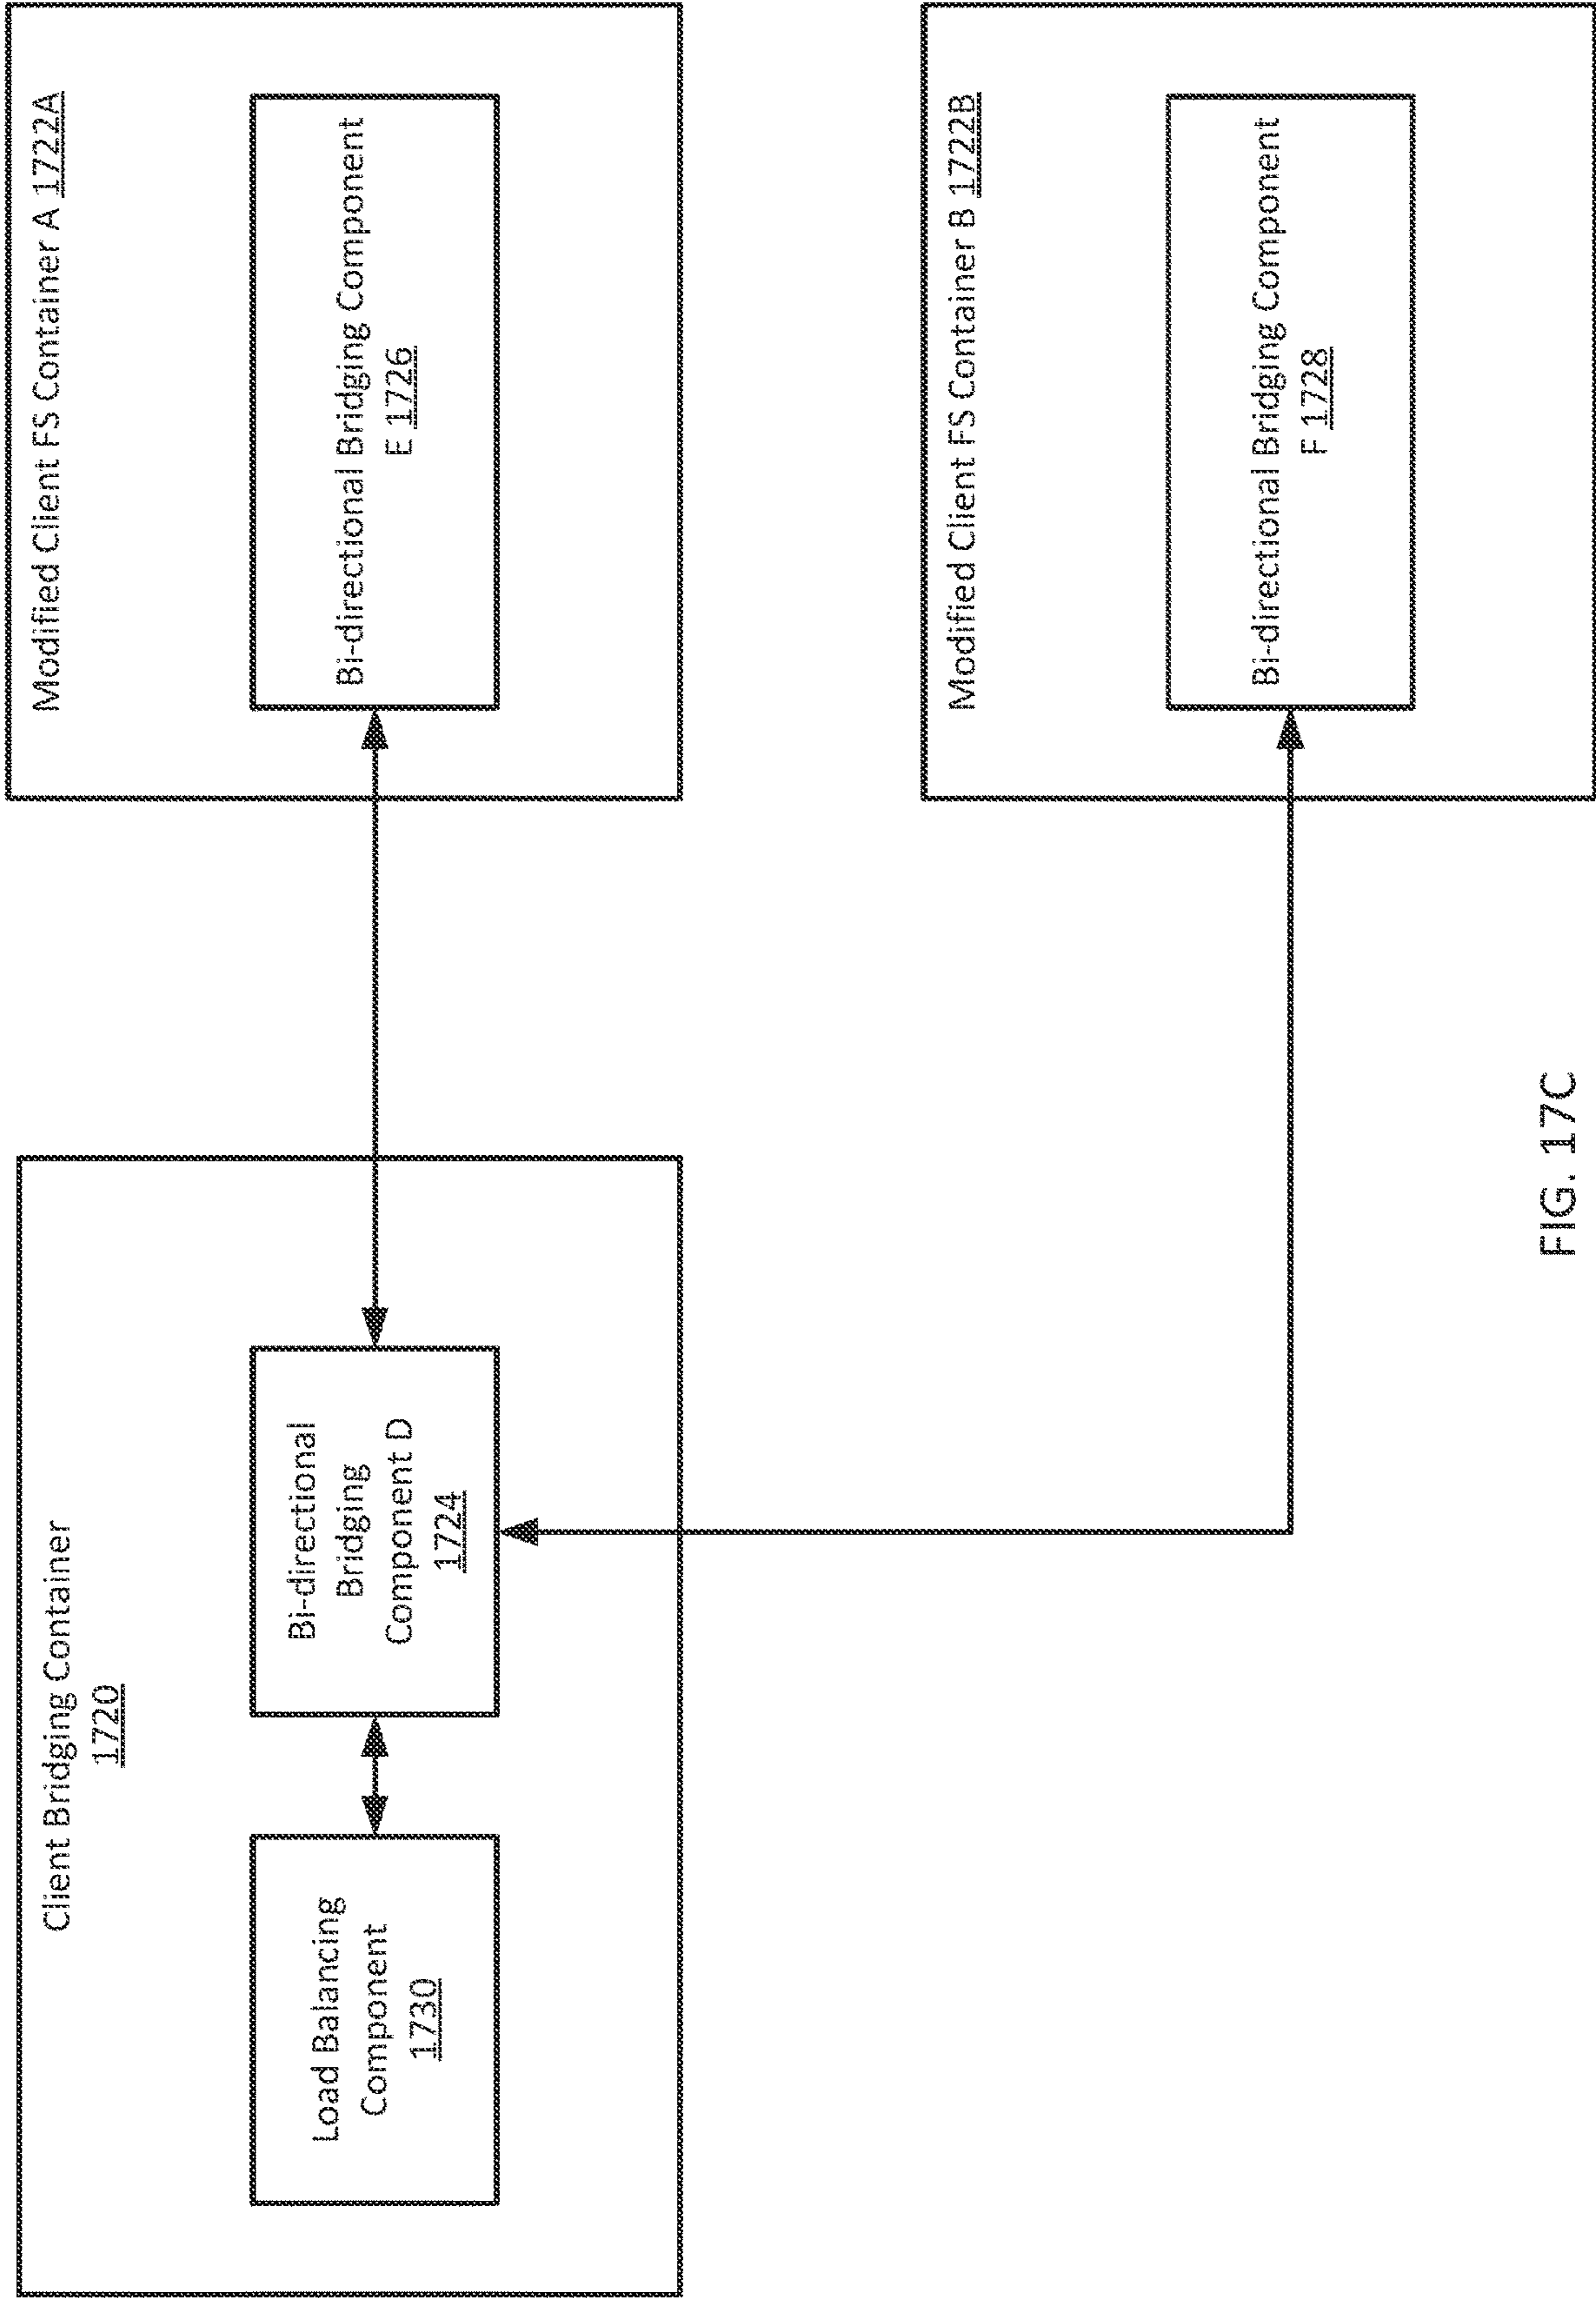 Client Bridging Container
1720
Load Balancing
Component
1730
Bi-directional
Bridging
Component D
1724
Modified Client FS Container A 1722A
Bi-directional Bridging Component
E 1726
Modified Client FS Container B 1722B
Bi-directional Bridging Component
F 1728
FIG. 17C